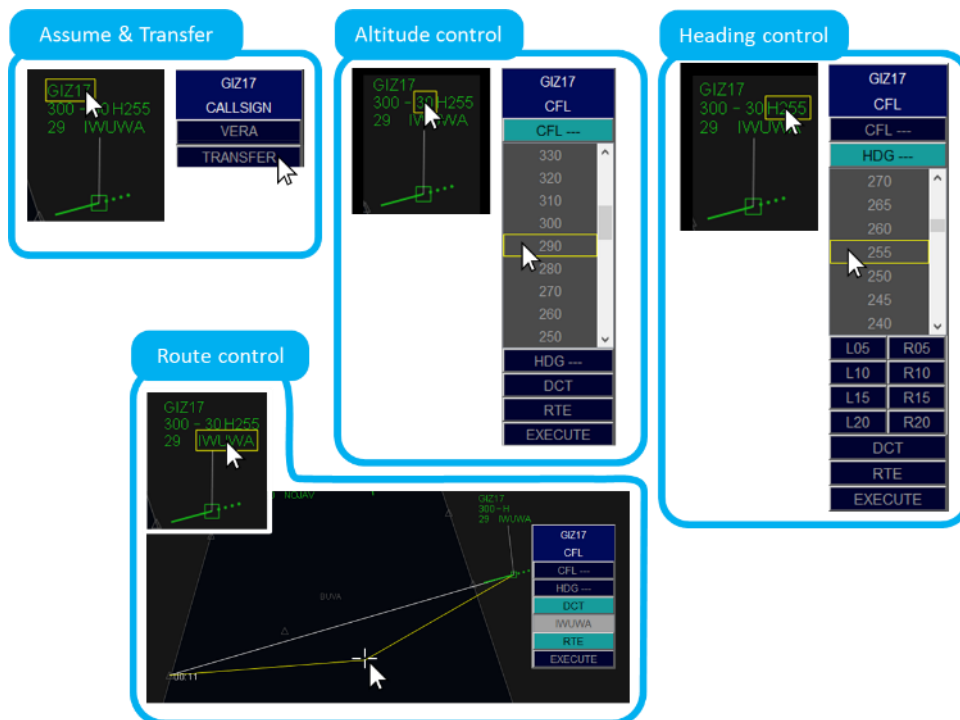 Assume & Transfer
GIZ17
300 - 30 H255
29 IWUWA
GIZ17
CALLSIGN
VERA
TRANSFER
Altitude control
GIZ17
300 - 30 H255
29 IWUWA
GIZ17
CFL
CFL ---
330
320
310
300
290
280
270
260
250
HDG ---
DCT
RTE
EXECUTE
Heading control
GIZ17
300 - 30 H255
29 IWUWA
GIZ17
CFL
CFL ---
HDG ---
270
265
260
255
250
245
240
L05 R05
L10 R10
L15 R15
L20 R20
DCT
RTE
EXECUTE
Route control
GIZ17
300 - 30 H255
29 IWUWA
NOJAV
GIZ17
300 - H
29 IWUWA
GIZ17
CFL
CFL ---
HDG ---
DCT
IWUWA
RTE
EXECUTE
00:11